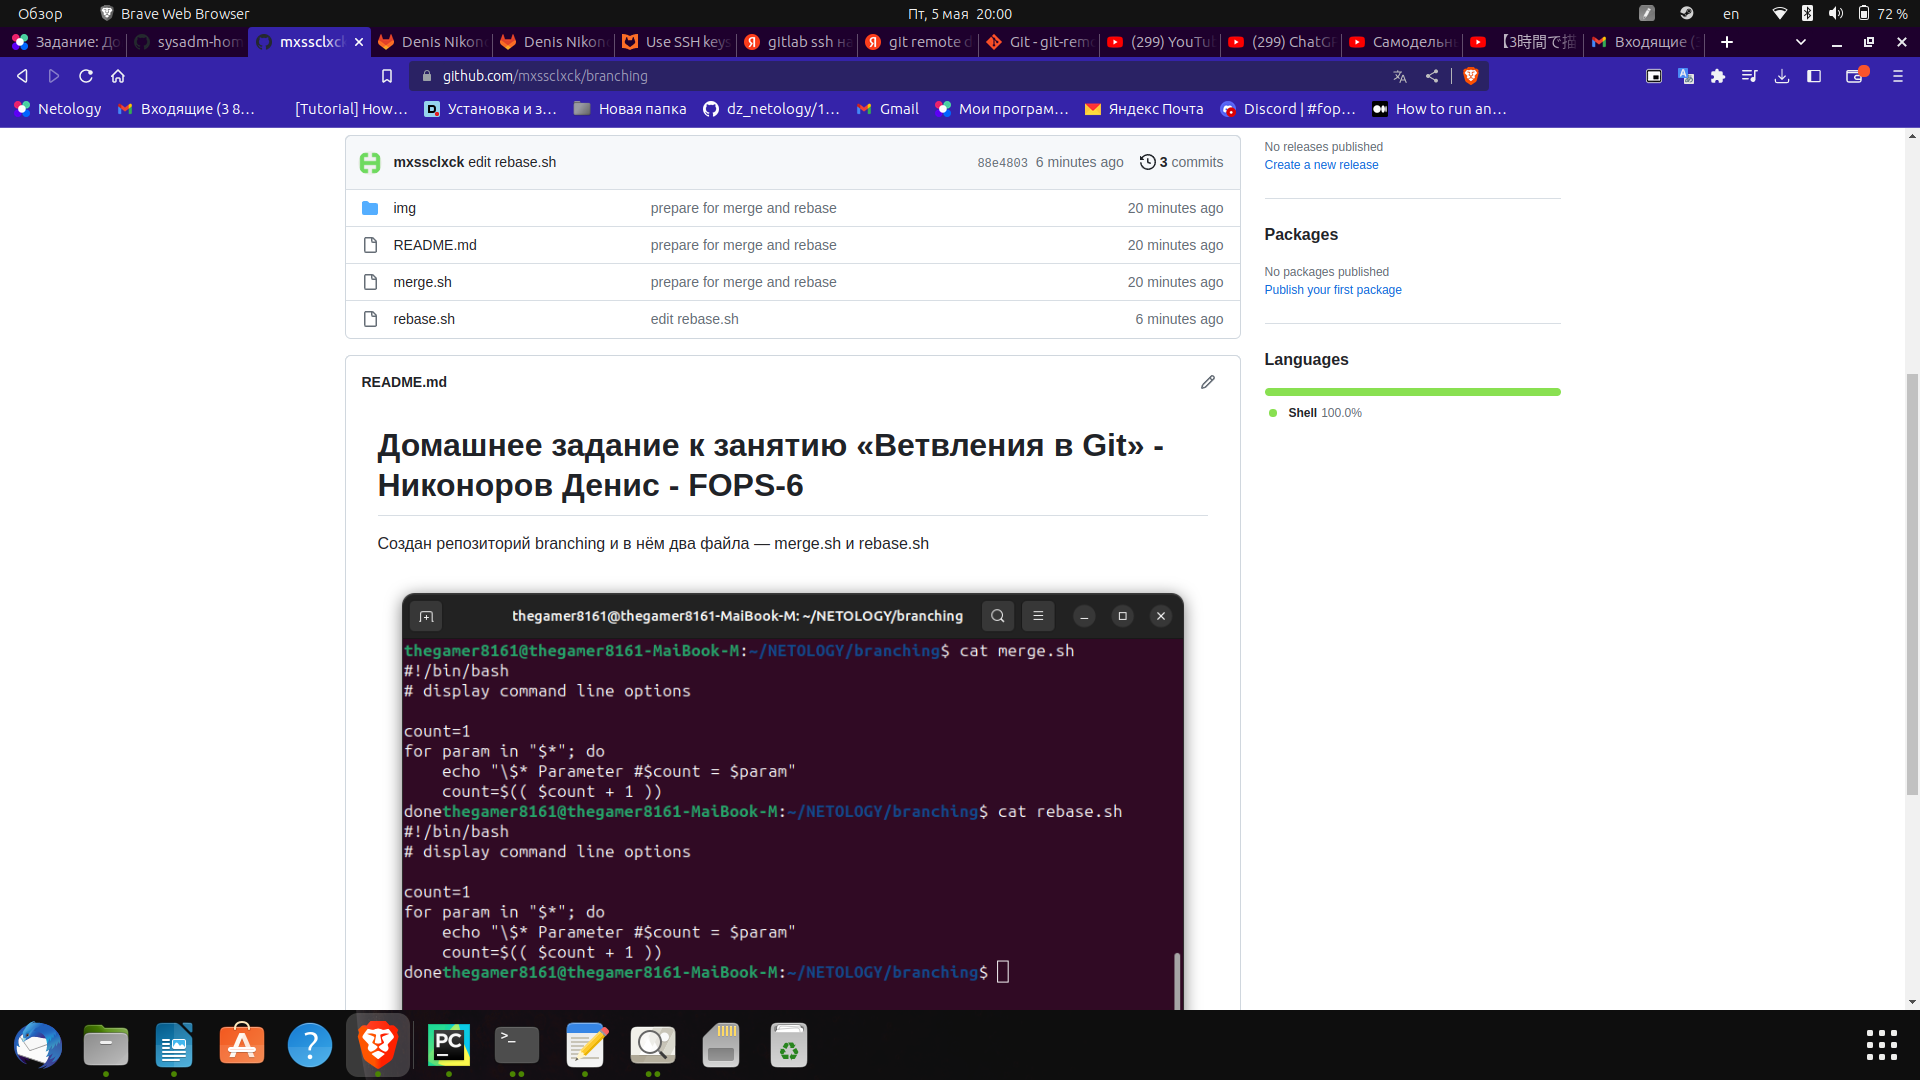 Обзор
Brave Web Browser
Пт, 5 мая 20:00
en
72 %
Задание: До
sysadm-hom
mxssclxck
Denis Nikon
Denis Nikon
Use SSH keys
gitlab ssh на
git remote d
Git - git-remo
(299) YouTub
(299) ChatGP
Самодельн
【3時間で描
Входящие (
github.com/mxssclxck/branching
Netology
Входящие (3 8…
[Tutorial] How…
Установка и з…
Новая папка
dz_netology/1…
Gmail
Мои програм…
Яндекс Почта
Discord | #fop…
How to run an…
mxssclxck edit rebase.sh
88e4803 6 minutes ago 3 commits
img prepare for merge and rebase 20 minutes ago
README.md prepare for merge and rebase 20 minutes ago
merge.sh prepare for merge and rebase 20 minutes ago
rebase.sh edit rebase.sh 6 minutes ago
No releases published
Create a new release
Packages
No packages published
Publish your first package
Languages
Shell 100.0%
README.md
Домашнее задание к занятию «Ветвления в Git» -
Никоноров Денис - FOPS-6
Создан репозиторий branching и в нём два файла — merge.sh и rebase.sh
thegamer8161@thegamer8161-MaiBook-M: ~/NETOLOGY/branching
thegamer8161@thegamer8161-MaiBook-M:~/NETOLOGY/branching$ cat merge.sh
#!/bin/bash
# display command line options
count=1
for param in "$*"; do
echo "\$* Parameter #$count = $param"
count=$(( $count + 1 ))
donethegamer8161@thegamer8161-MaiBook-M:~/NETOLOGY/branching$ cat rebase.sh
#!/bin/bash
# display command line options
count=1
for param in "$*"; do
echo "\$* Parameter #$count = $param"
count=$(( $count + 1 ))
donethegamer8161@thegamer8161-MaiBook-M:~/NETOLOGY/branching$
PC